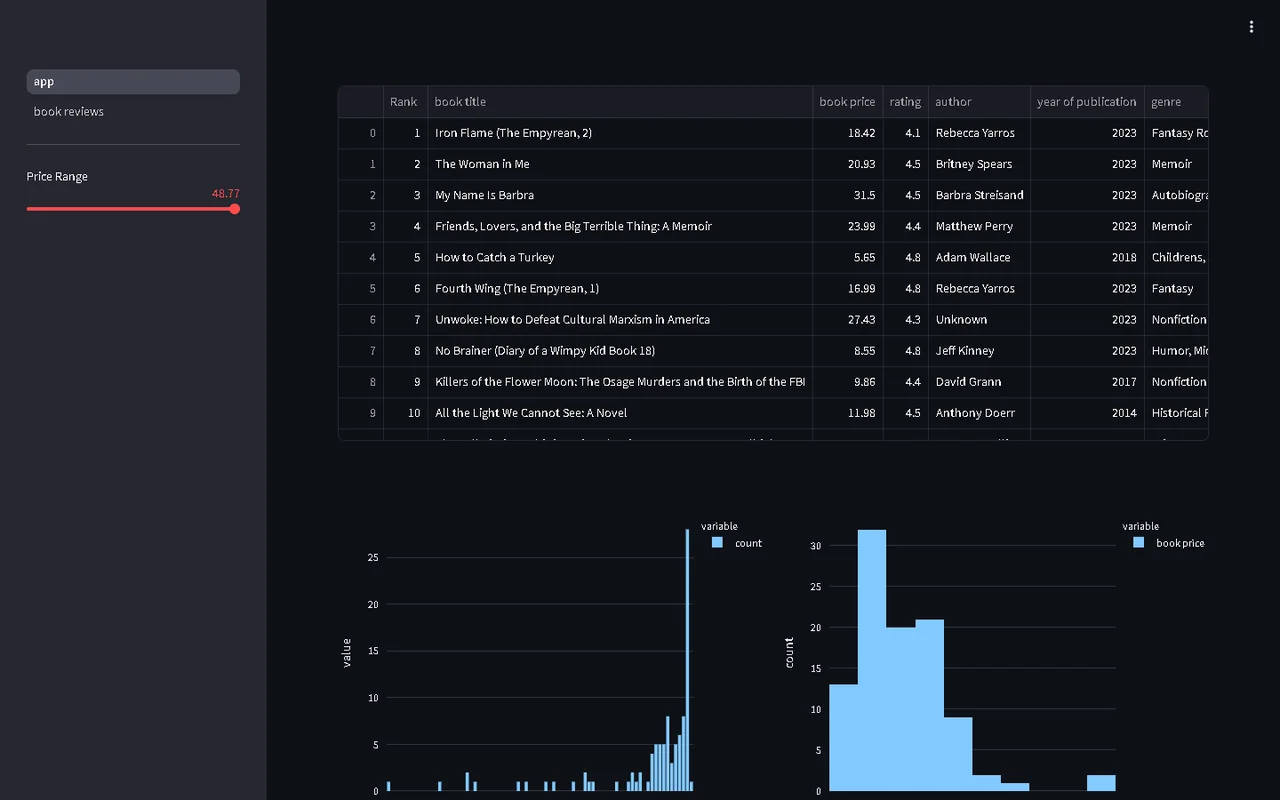 app
book reviews
Price Range
48.77
Rank book title book price rating author year of publication genre
0 1 Iron Flame (The Empyrean, 2) 18.42 4.1 Rebecca Yarros 2023 Fantasy Ro
1 2 The Woman in Me 20.93 4.5 Britney Spears 2023 Memoir
2 3 My Name Is Barbra 31.5 4.5 Barbra Streisand 2023 Autobiogra
3 4 Friends, Lovers, and the Big Terrible Thing: A Memoir 23.99 4.4 Matthew Perry 2023 Memoir
4 5 How to Catch a Turkey 5.65 4.8 Adam Wallace 2018 Childrens,
5 6 Fourth Wing (The Empyrean, 1) 16.99 4.8 Rebecca Yarros 2023 Fantasy
6 7 Unwoke: How to Defeat Cultural Marxism in America 27.43 4.3 Unknown 2023 Nonfiction
7 8 No Brainer (Diary of a Wimpy Kid Book 18) 8.55 4.8 Jeff Kinney 2023 Humor, Mi
8 9 Killers of the Flower Moon: The Osage Murders and the Birth of the FBI 9.86 4.4 David Grann 2017 Nonfiction
9 10 All the Light We Cannot See: A Novel 11.98 4.5 Anthony Doerr 2014 Historical F
variable
count
25
20
15
10
5
0
value
variable
book price
30
25
20
15
10
5
0
count